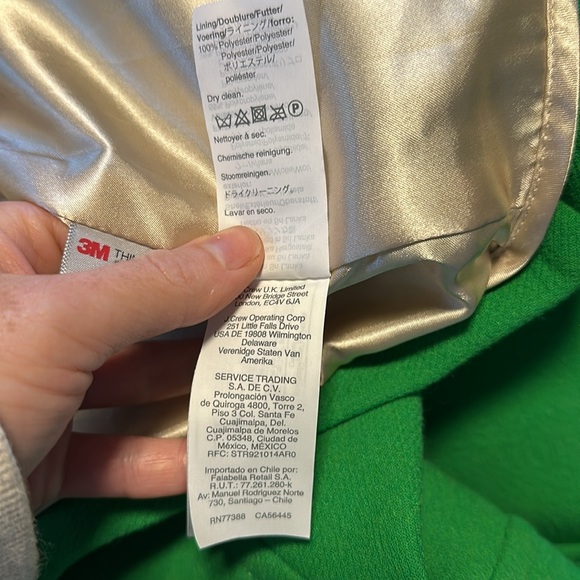 Lining/Doublure/Futter/
Voering/ライニング/forro:
100% Polyester/Polyester/
Polyester/Polyester/
ポリエステル/
poliéster
Dry clean.
P
Nettoyer à sec.
Chemische reinigung.
Stoomreinigen.
ドライクリーニング。
Lavar en seco.
3M
Crew U.K. Limited
New Bridge Street
London, EC4V 6JA
J.Crew Operating Corp
251 Little Falls Drive
USA DE 19808 Wilmington
Delaware
Verenidge Staten Van
Amerika
SERVICE TRADING
S.A. DE C.V.
Prolongación Vasco
de Quiroga 4800, Torre 2,
Piso 3 Col. Santa Fe
Cuajimalpa, Del.
Cuajimalpa de Morelos
C.P. 05348, Ciudad de
México, MÉXICO
RFC: STR921014AR0
Importado en Chile por:
Falabella Retail S.A.
R.U.T.: 77.261.280-k
Av: Manuel Rodriguez Norte
730, Santiago – Chile
RN77388 CA56445